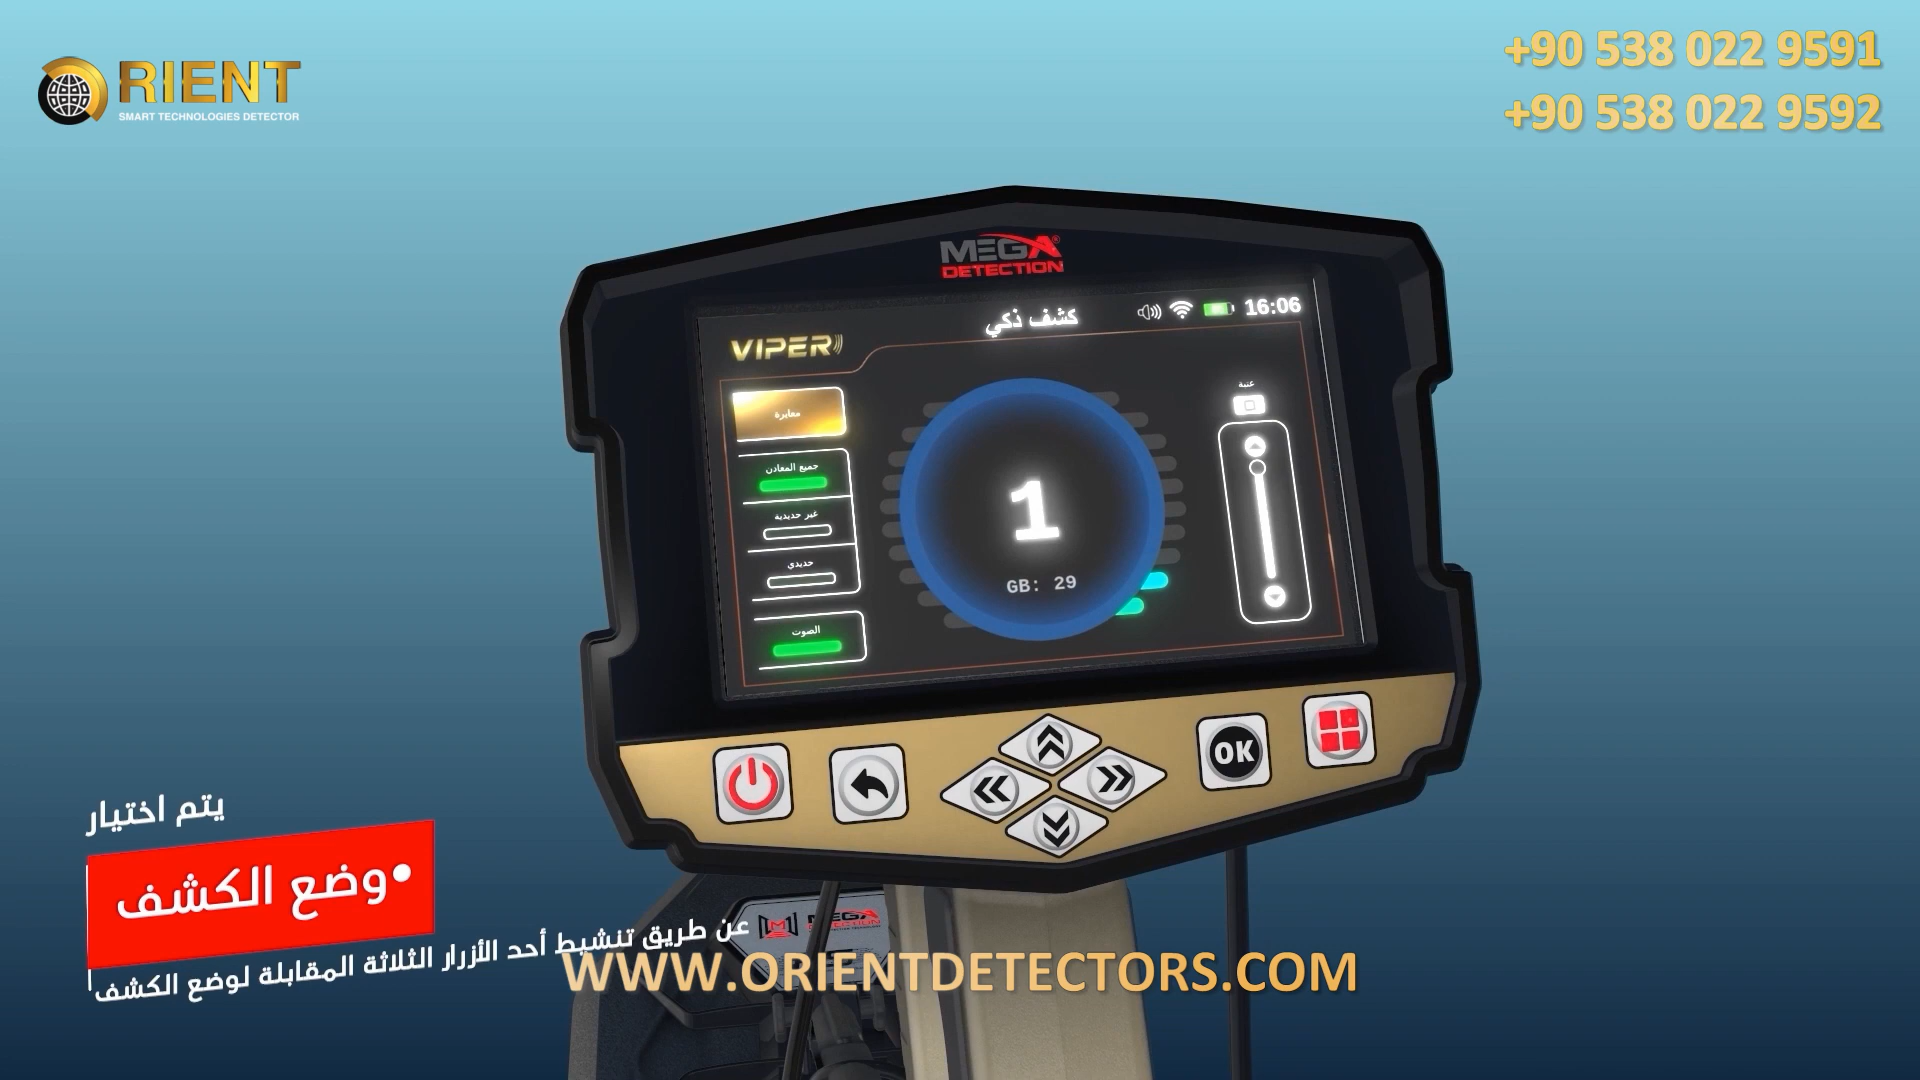 ORIENT
SMART TECHNOLOGIES DETECTOR
+90 538 022 9591
+90 538 022 9592
MEGA
DETECTION
كشف ذكي
16:06
VIPER
معايرة
جميع المعادن
غير حديدية
حديدي
الصوت
1
GB: 29
عتبة
OK
يتم اختيار
•وضع الكشف
عن طريق تنشيط أحد الأزرار الثلاثة المقابلة لوضع الكشف
MEGA
WWW.ORIENTDETECTORS.COM